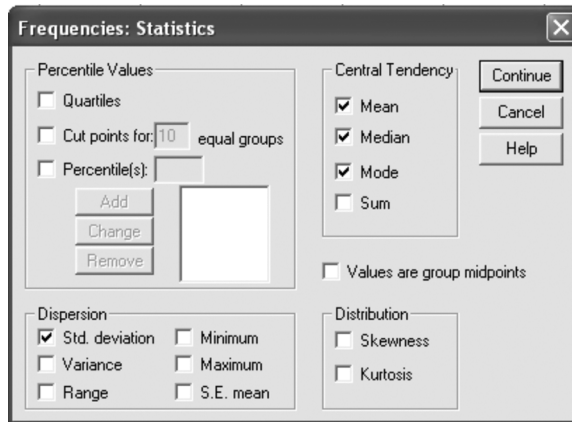 Frequencies: Statistics
Percentile Values
Quartiles
Cut points for: 10 equal groups
Percentile(s):
Add
Change
Remove
Central Tendency
Mean
Median
Mode
Sum
Continue
Cancel
Help
Values are group midpoints
Dispersion
Std. deviation Minimum
Variance Maximum
Range S.E. mean
Distribution
Skewness
Kurtosis